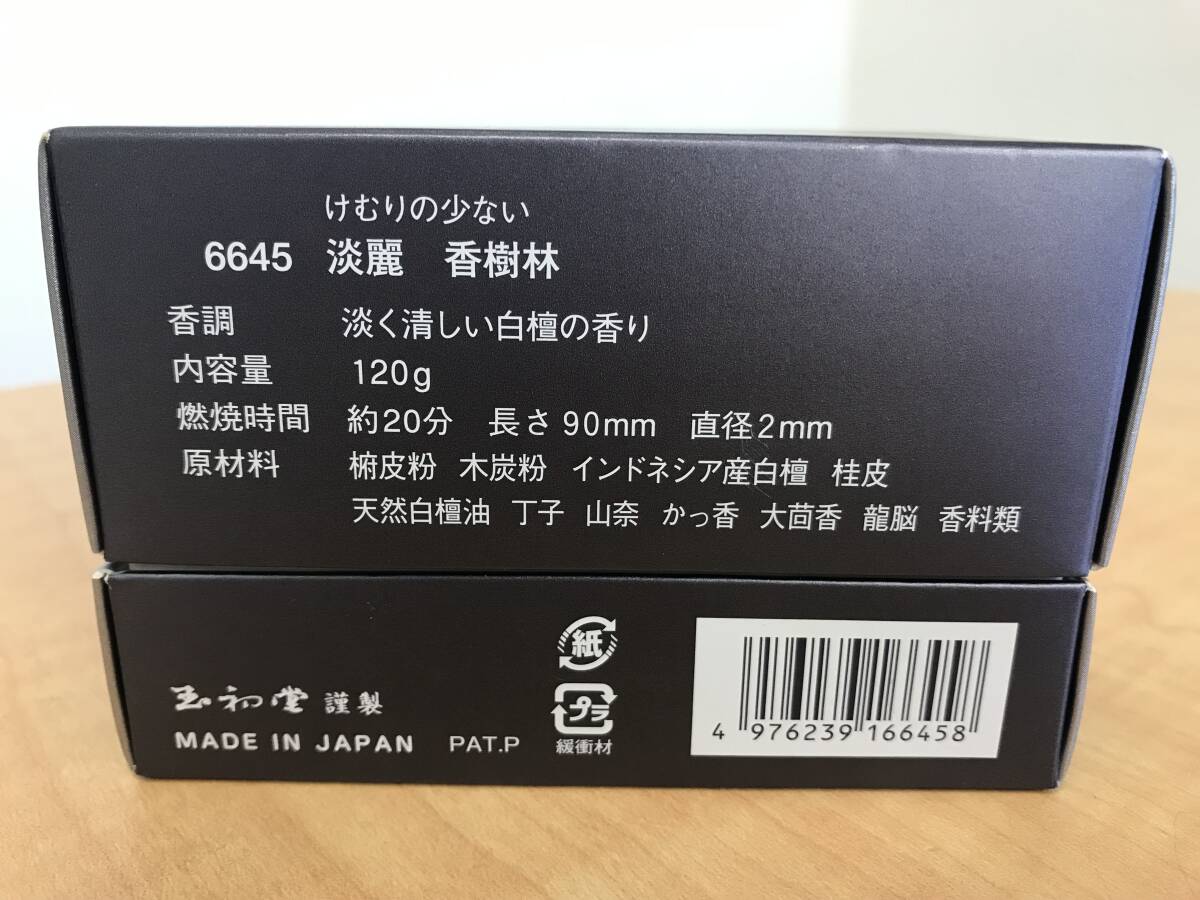 けむりの少ない
6645 淡麗 香樹林
香調 淡く清しい白檀の香り
内容量 120g
燃焼時間 約20分 長さ90mm 直径2mm
原材料 椨皮粉 木炭粉 インドネシア産白檀 桂皮
天然白檀油 丁子 山奈 かっ香 大茴香 龍脳 香料類
紙
プラ
緩衝材
玉初堂 謹製
MADE IN JAPAN PAT.P
4 976239 166458